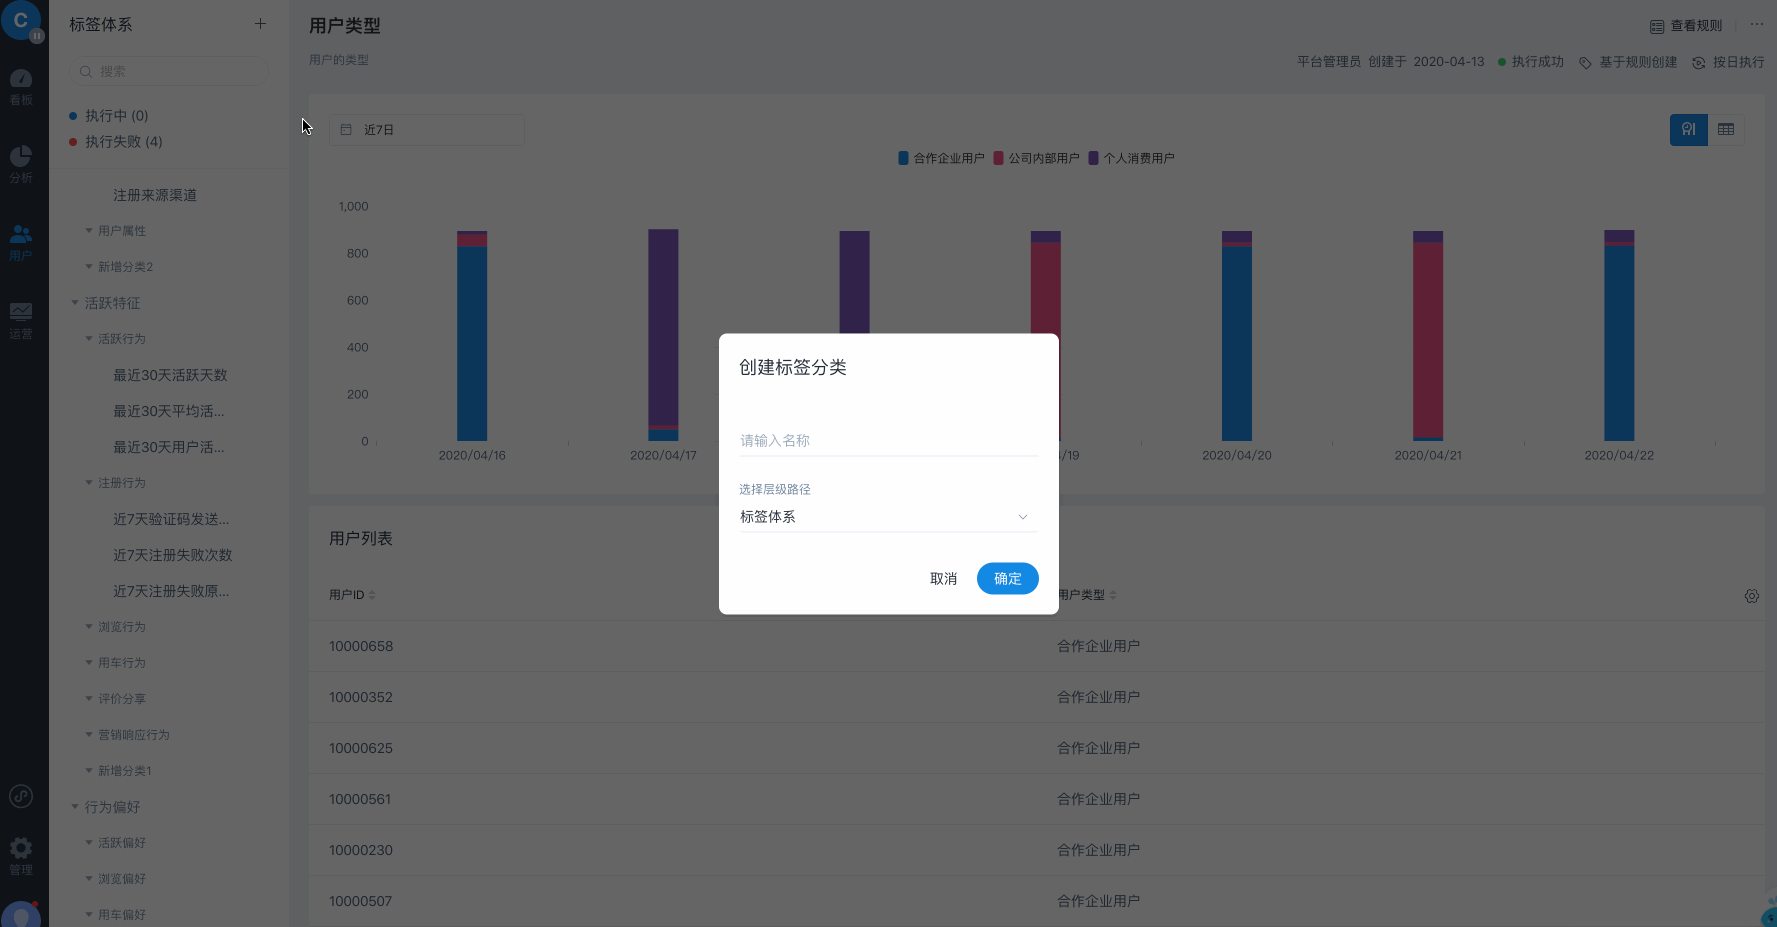 C
看板
分析
用户
运营
管理
标签体系
搜索
执行中 (0)
执行失败 (4)
注册来源渠道
用户属性
新增分类2
活跃特征
活跃行为
最近30天活跃天数
最近30天平均活...
最近30天用户活...
注册行为
近7天验证码发送...
近7天注册失败次数
近7天注册失败原...
浏览行为
用车行为
评价分享
营销响应行为
新增分类1
行为偏好
活跃偏好
浏览偏好
用车偏好
用户类型
查看规则
用户的类型
平台管理员 创建于 2020-04-13 执行成功 基于规则创建 按日执行
近7日
合作企业用户 公司内部用户 个人消费用户
1,000
800
600
400
200
0
2020/04/16 2020/04/17 /19 2020/04/20 2020/04/21 2020/04/22
创建标签分类
请输入名称
选择层级路径
标签体系
取消 确定
用户列表
用户ID 用户类型
10000658 合作企业用户
10000352 合作企业用户
10000625 合作企业用户
10000561 合作企业用户
10000230 合作企业用户
10000507 合作企业用户